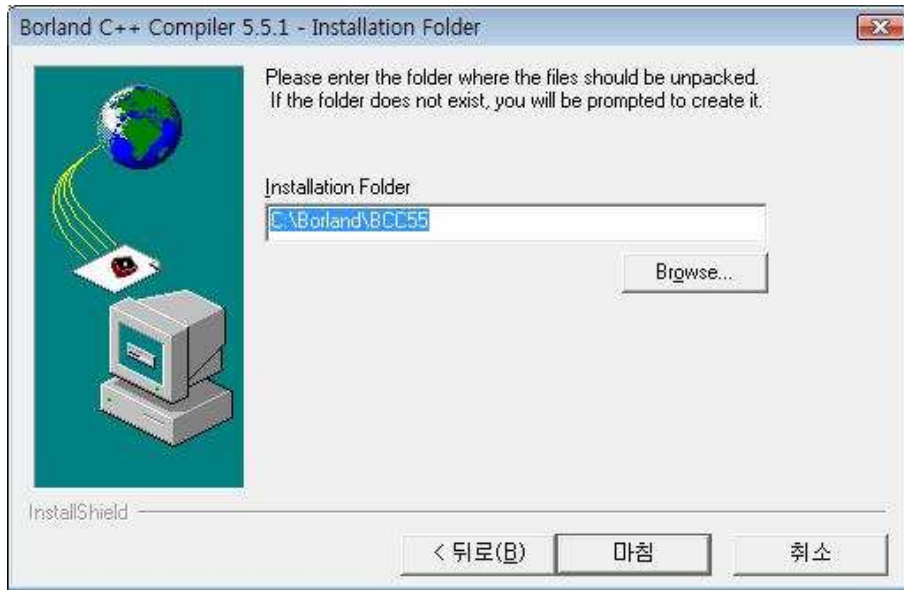 Borland C++ Compiler 5.5.1 - Installation Folder
Please enter the folder where the files should be unpacked.
If the folder does not exist, you will be prompted to create it.
Installation Folder
C:\Borland\BCC55
Browse...
InstallShield
< 뒤로(B)
마침
취소